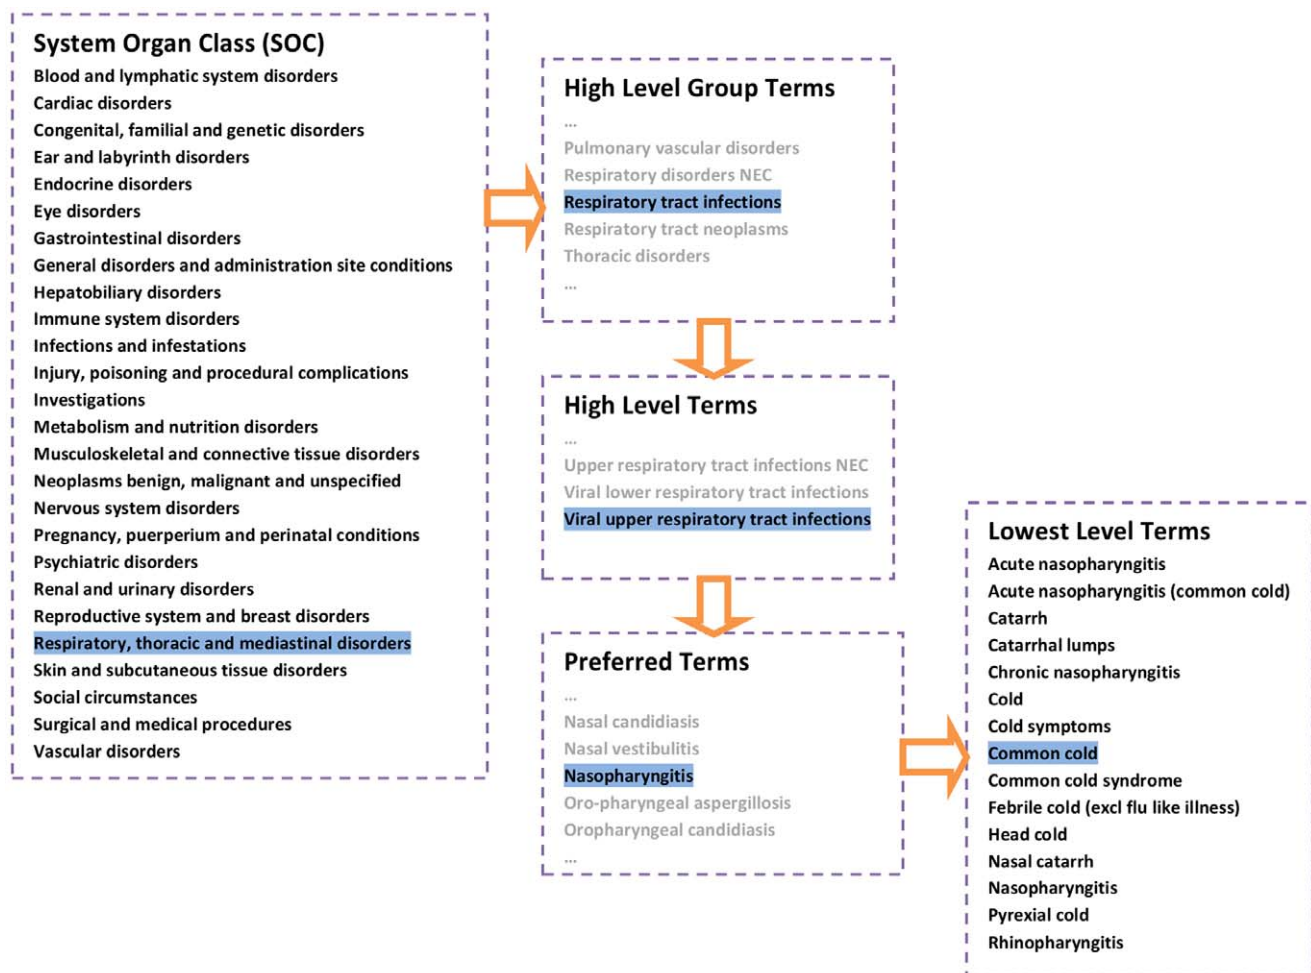 System Organ Class (SOC)
Blood and lymphatic system disorders
Cardiac disorders
Congenital, familial and genetic disorders
Ear and labyrinth disorders
Endocrine disorders
Eye disorders
Gastrointestinal disorders
General disorders and administration site conditions
Hepatobiliary disorders
Immune system disorders
Infections and infestations
Injury, poisoning and procedural complications
Investigations
Metabolism and nutrition disorders
Musculoskeletal and connective tissue disorders
Neoplasms benign, malignant and unspecified
Nervous system disorders
Pregnancy, puerperium and perinatal conditions
Psychiatric disorders
Renal and urinary disorders
Reproductive system and breast disorders
Respiratory, thoracic and mediastinal disorders
Skin and subcutaneous tissue disorders
Social circumstances
Surgical and medical procedures
Vascular disorders
High Level Group Terms
...
Pulmonary vascular disorders
Respiratory disorders NEC
Respiratory tract infections
Respiratory tract neoplasms
Thoracic disorders
...
High Level Terms
...
Upper respiratory tract infections NEC
Viral lower respiratory tract infections
Viral upper respiratory tract infections
Preferred Terms
...
Nasal candidiasis
Nasal vestibulitis
Nasopharyngitis
Oro-pharyngeal aspergillosis
Oropharyngeal candidiasis
...
Lowest Level Terms
Acute nasopharyngitis
Acute nasopharyngitis (common cold)
Catarrh
Catarrhal lumps
Chronic nasopharyngitis
Cold
Cold symptoms
Common cold
Common cold syndrome
Febrile cold (excl flu like illness)
Head cold
Nasal catarrh
Nasopharyngitis
Pyrexial cold
Rhinopharyngitis